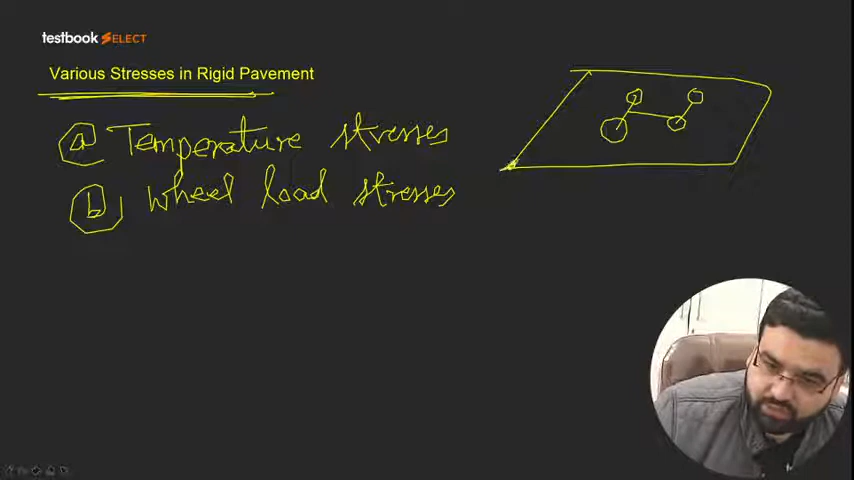 testbook SELECT
Various Stresses in Rigid Pavement
a Temperature stresses
b Wheel load stresses